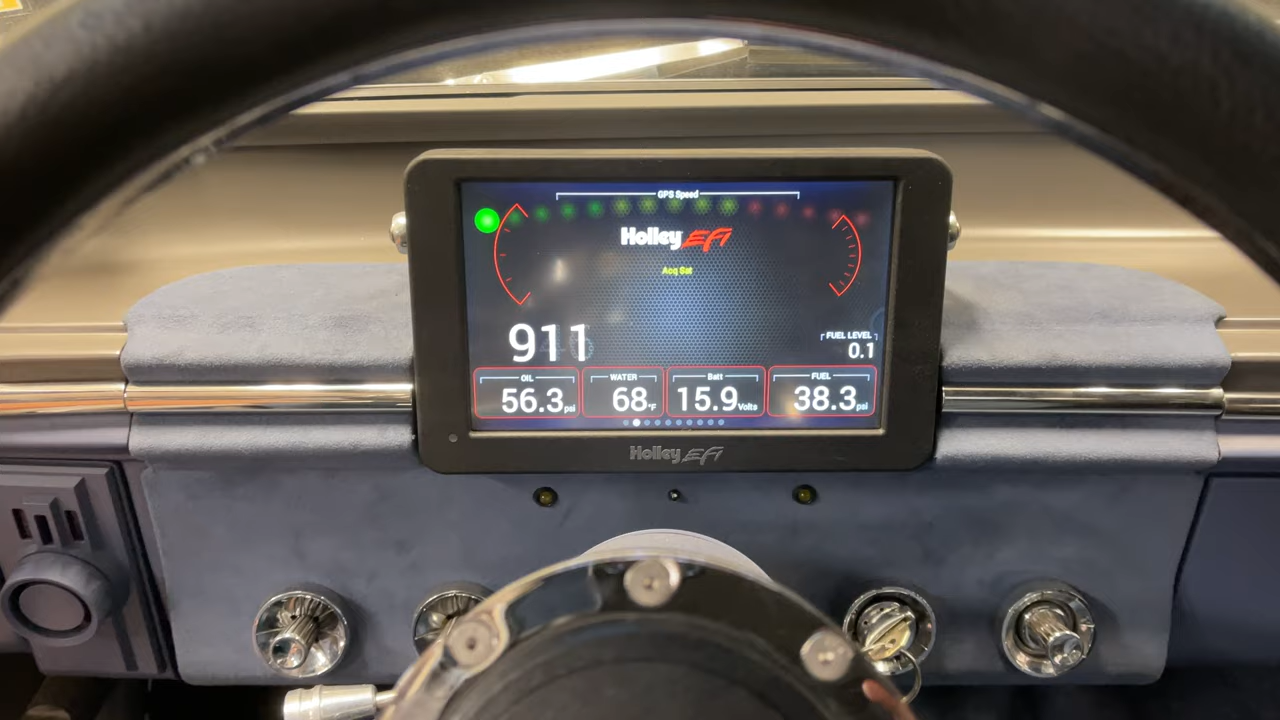 GPS Speed
Holley EFI
Acq Sat
911
FUEL LEVEL
0.1
OIL
56.3 psi
WATER
68 °F
Batt
15.9 Volts
FUEL
38.3 psi
Holley EFI